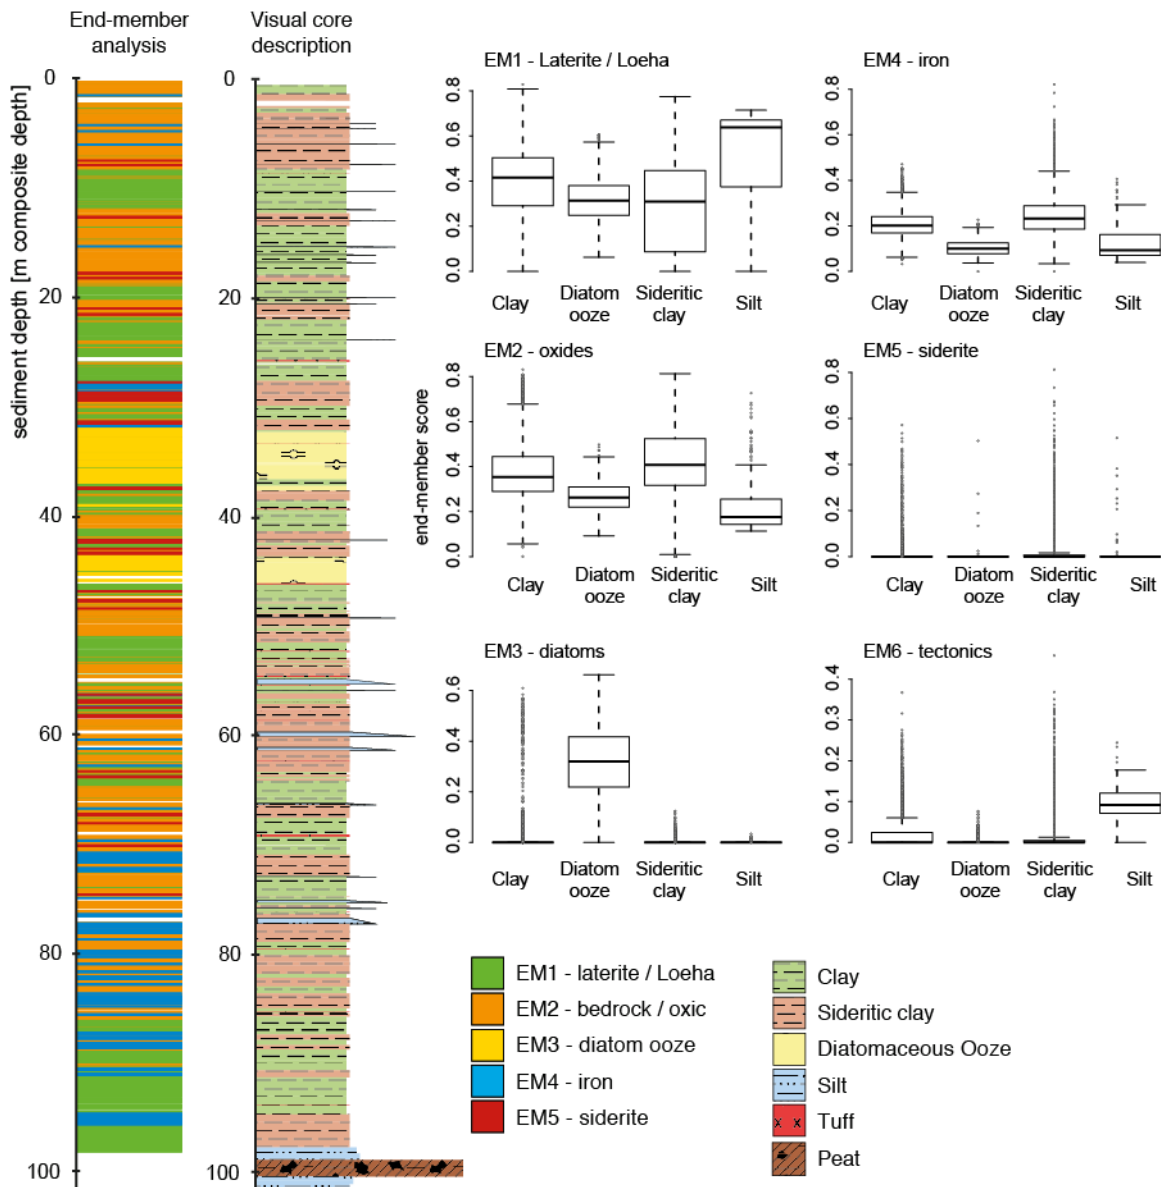 End-member
analysis
Visual core
description
sediment depth [m composite depth]
0
20
40
60
80
100
0
20
40
60
80
100
EM1 - Laterite / Loeha
0.8
0.6
0.4
0.2
0.0
Clay
Diatom
ooze
Sideritic
clay
Silt
EM4 - iron
0.8
0.6
0.4
0.2
0.0
Clay
Diatom
ooze
Sideritic
clay
Silt
EM2 - oxides
end-member score
0.8
0.6
0.4
0.2
0.0
Clay
Diatom
ooze
Sideritic
clay
Silt
EM5 - siderite
0.8
0.6
0.4
0.2
0.0
Clay
Diatom
ooze
Sideritic
clay
Silt
EM3 - diatoms
0.6
0.4
0.2
0.0
Clay
Diatom
ooze
Sideritic
clay
Silt
EM6 - tectonics
0.4
0.3
0.2
0.1
0.0
Clay
Diatom
ooze
Sideritic
clay
Silt
EM1 - laterite / Loeha
EM2 - bedrock / oxic
EM3 - diatom ooze
EM4 - iron
EM5 - siderite
Clay
Sideritic clay
Diatomaceous Ooze
Silt
Tuff
Peat